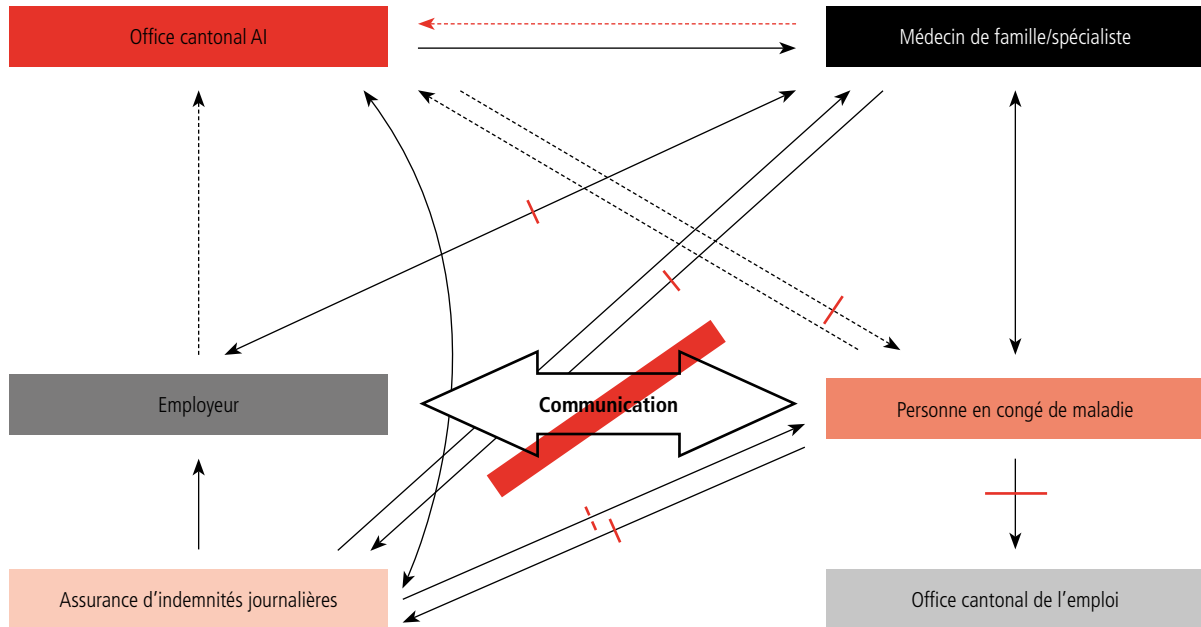 Office cantonal AI
Médecin de famille/spécialiste
Employeur
Communication
Personne en congé de maladie
Assurance d’indemnités journalières
Office cantonal de l’emploi